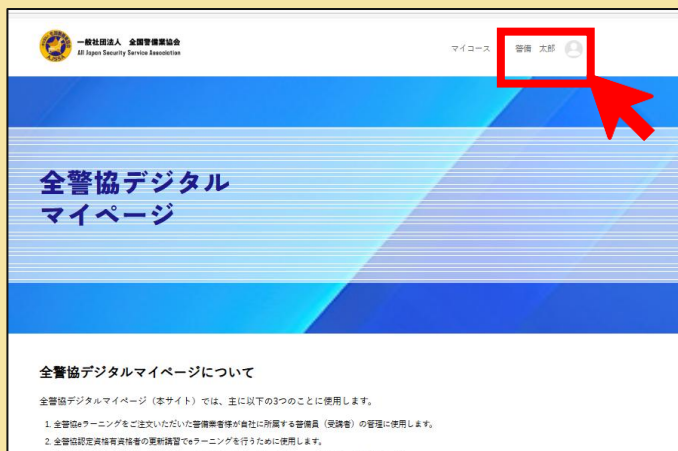 一般社団法人 全国警備業協会
All Japan Security Service Association
マイコース 警備 太郎
全警協デジタル
マイページ
全警協デジタルマイページについて
全警協デジタルマイページ（本サイト）では、主に以下の3つのことに使用します。
1. 全警協eラーニングをご注文いただいた警備業者様が自社に所属する警備員（受講者）の管理に使用します。
2. 全警協認定資格有資格者の更新講習でeラーニングを行うために使用します。